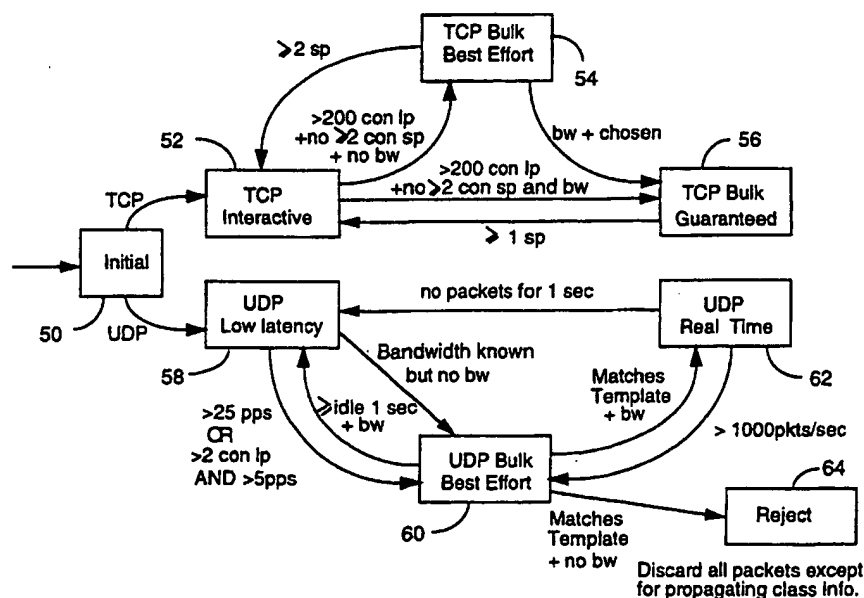 TCP Bulk
Best Effort
54
⩾2 sp
>200 con lp
+no ⩾2 con sp
+ no bw
bw + chosen
52
56
>200 con lp
+no⩾2 con sp and bw
TCP
Interactive
TCP Bulk
Guaranteed
TCP
⩾ 1 sp
Initial
50
UDP
UDP
Low latency
58
no packets for 1 sec
UDP
Real Time
62
Bandwidth known
but no bw
⩾idle 1 sec
+ bw
Matches
Template
+ bw
>25 pps
OR
>2 con lp
AND >5pps
> 1000pkts/sec
UDP Bulk
Best Effort
60
64
Reject
Matches
Template
+ no bw
Discard all packets except
for propagating class info.